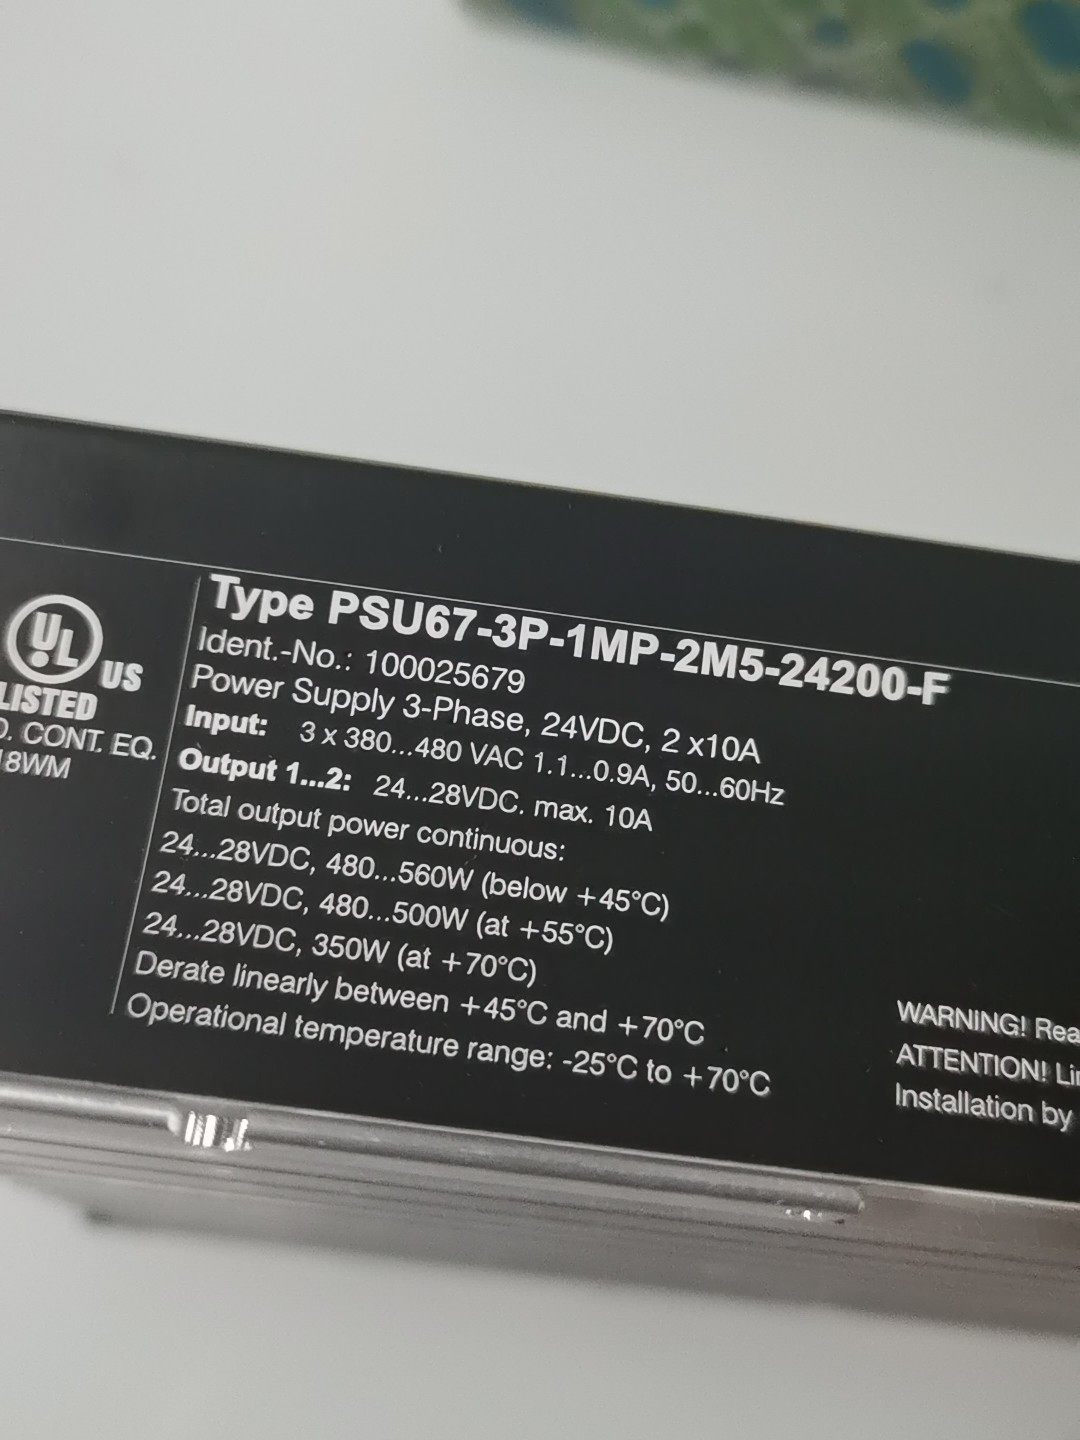 Type PSU67-3P-1MP-2M5-24200-F
Ident.-No.: 100025679
Power Supply 3-Phase, 24VDC, 2 x10A
Input: 3 x 380...480 VAC 1.1...0.9A, 50...60Hz
Output 1...2: 24...28VDC. max. 10A
Total output power continuous:
24...28VDC, 480...560W (below +45°C)
24...28VDC, 480...500W (at +55°C)
24...28VDC, 350W (at +70°C)
Derate linearly between +45°C and +70°C
Operational temperature range: -25°C to +70°C
UL US
LISTED
. CONT. EQ.
8WM
WARNING! Rea
ATTENTION! Li
Installation by